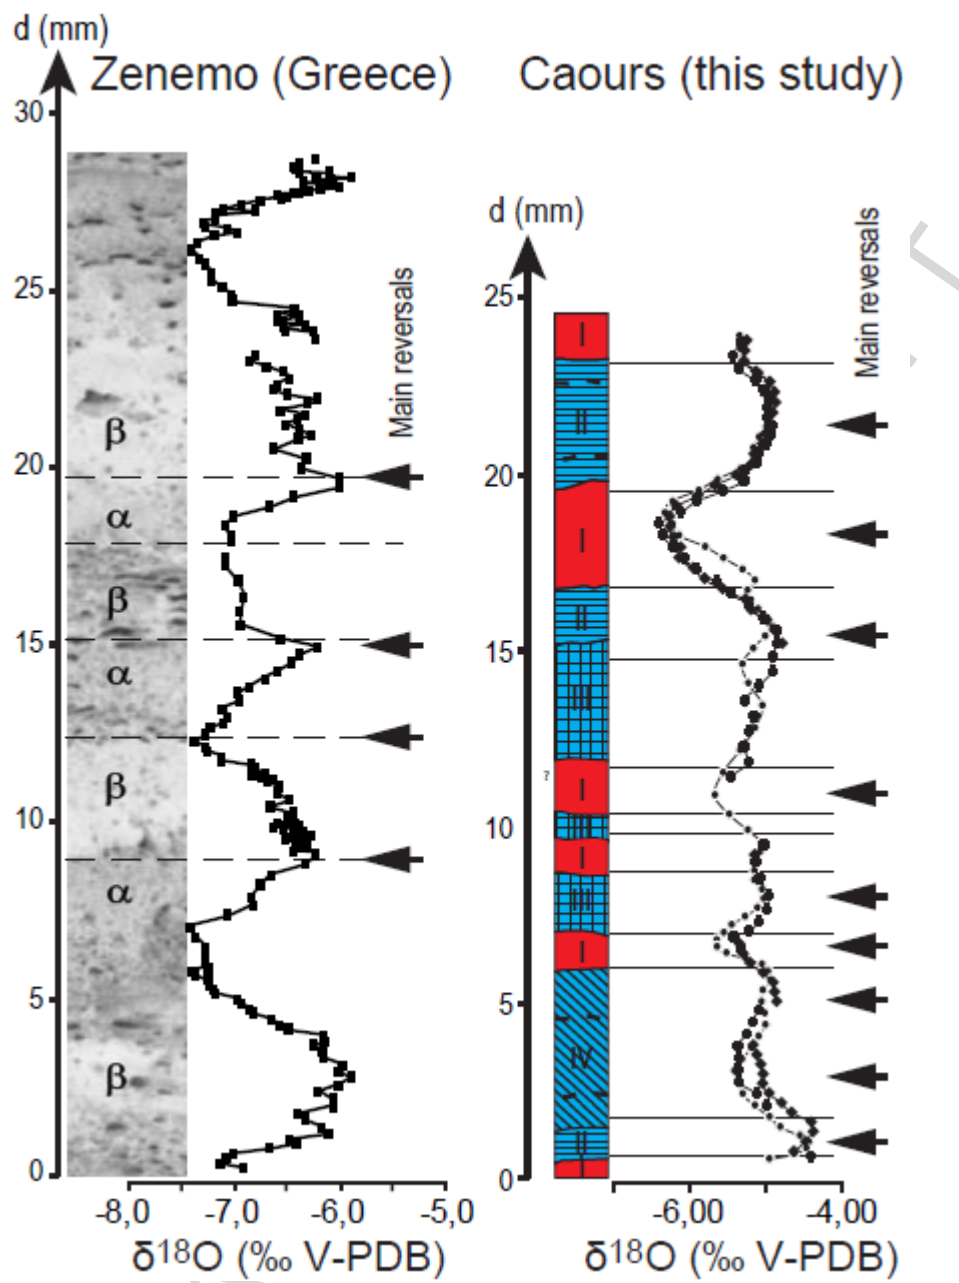 d (mm)
Zenemo (Greece)
30
25
20
15
10
5
0
β
α
β
α
β
α
β
Main reversals
-8,0 -7,0 -6,0 -5,0
δ18O (‰ V-PDB)
Caours (this study)
d (mm)
25
20
15
10
5
0
I
II
I
II
III
?
I
III
I
III
I
IV
II
I
Main reversals
-6,00 -4,00
δ18O (‰ V-PDB)